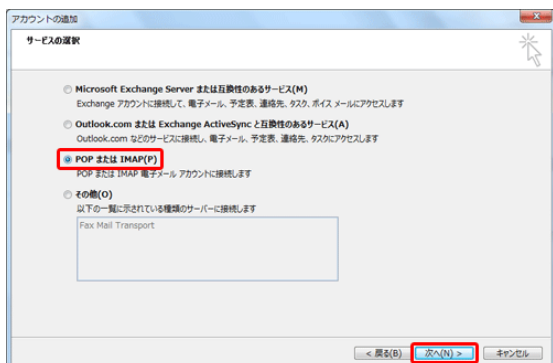 アカウントの追加
サービスの選択
Microsoft Exchange Server または互換性のあるサービス(M)
Exchange アカウントに接続して、電子メール、予定表、連絡先、タスク、ボイス メールにアクセスします
Outlook.com または Exchange ActiveSync と互換性のあるサービス(A)
Outlook.com などのサービスに接続し、電子メール、予定表、連絡先、タスクにアクセスします
POP または IMAP(P)
POP または IMAP 電子メール アカウントに接続します
その他(O)
以下の一覧に示されている種類のサーバーに接続します
Fax Mail Transport
< 戻る(B) 次へ(N) > キャンセル